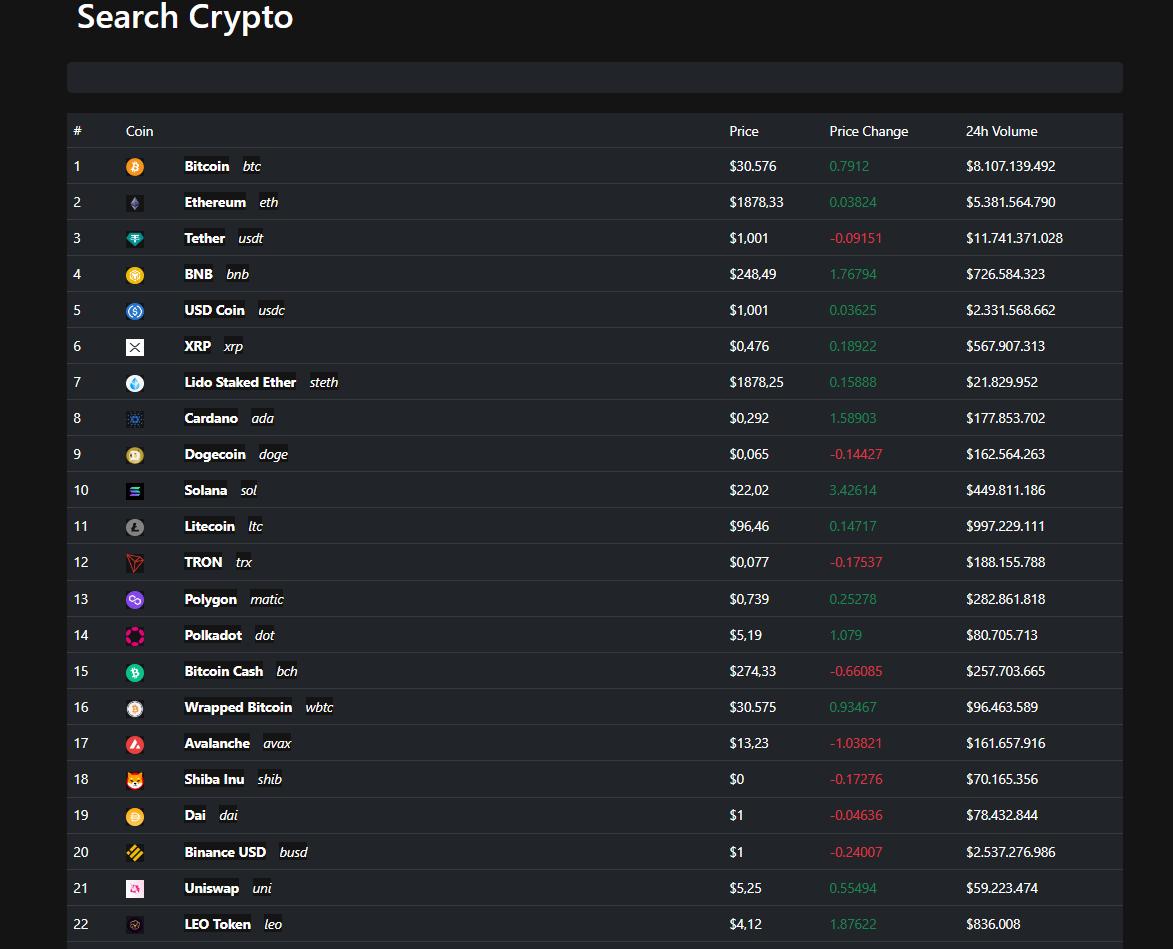 Search Crypto
# Coin Price Price Change 24h Volume
1 Bitcoin btc $30.576 0.7912 $8.107.139.492
2 Ethereum eth $1878,33 0.03824 $5.381.564.790
3 Tether usdt $1,001 -0.09151 $11.741.371.028
4 BNB bnb $248,49 1.76794 $726.584.323
5 USD Coin usdc $1,001 0.03625 $2.331.568.662
6 XRP xrp $0,476 0.18922 $567.907.313
7 Lido Staked Ether steth $1878,25 0.15888 $21.829.952
8 Cardano ada $0,292 1.58903 $177.853.702
9 Dogecoin doge $0,065 -0.14427 $162.564.263
10 Solana sol $22,02 3.42614 $449.811.186
11 Litecoin ltc $96,46 0.14717 $997.229.111
12 TRON trx $0,077 -0.17537 $188.155.788
13 Polygon matic $0,739 0.25278 $282.861.818
14 Polkadot dot $5,19 1.079 $80.705.713
15 Bitcoin Cash bch $274,33 -0.66085 $257.703.665
16 Wrapped Bitcoin wbtc $30.575 0.93467 $96.463.589
17 Avalanche avax $13,23 -1.03821 $161.657.916
18 Shiba Inu shib $0 -0.17276 $70.165.356
19 Dai dai $1 -0.04636 $78.432.844
20 Binance USD busd $1 -0.24007 $2.537.276.986
21 Uniswap uni $5,25 0.55494 $59.223.474
22 LEO Token leo $4,12 1.87622 $836.008